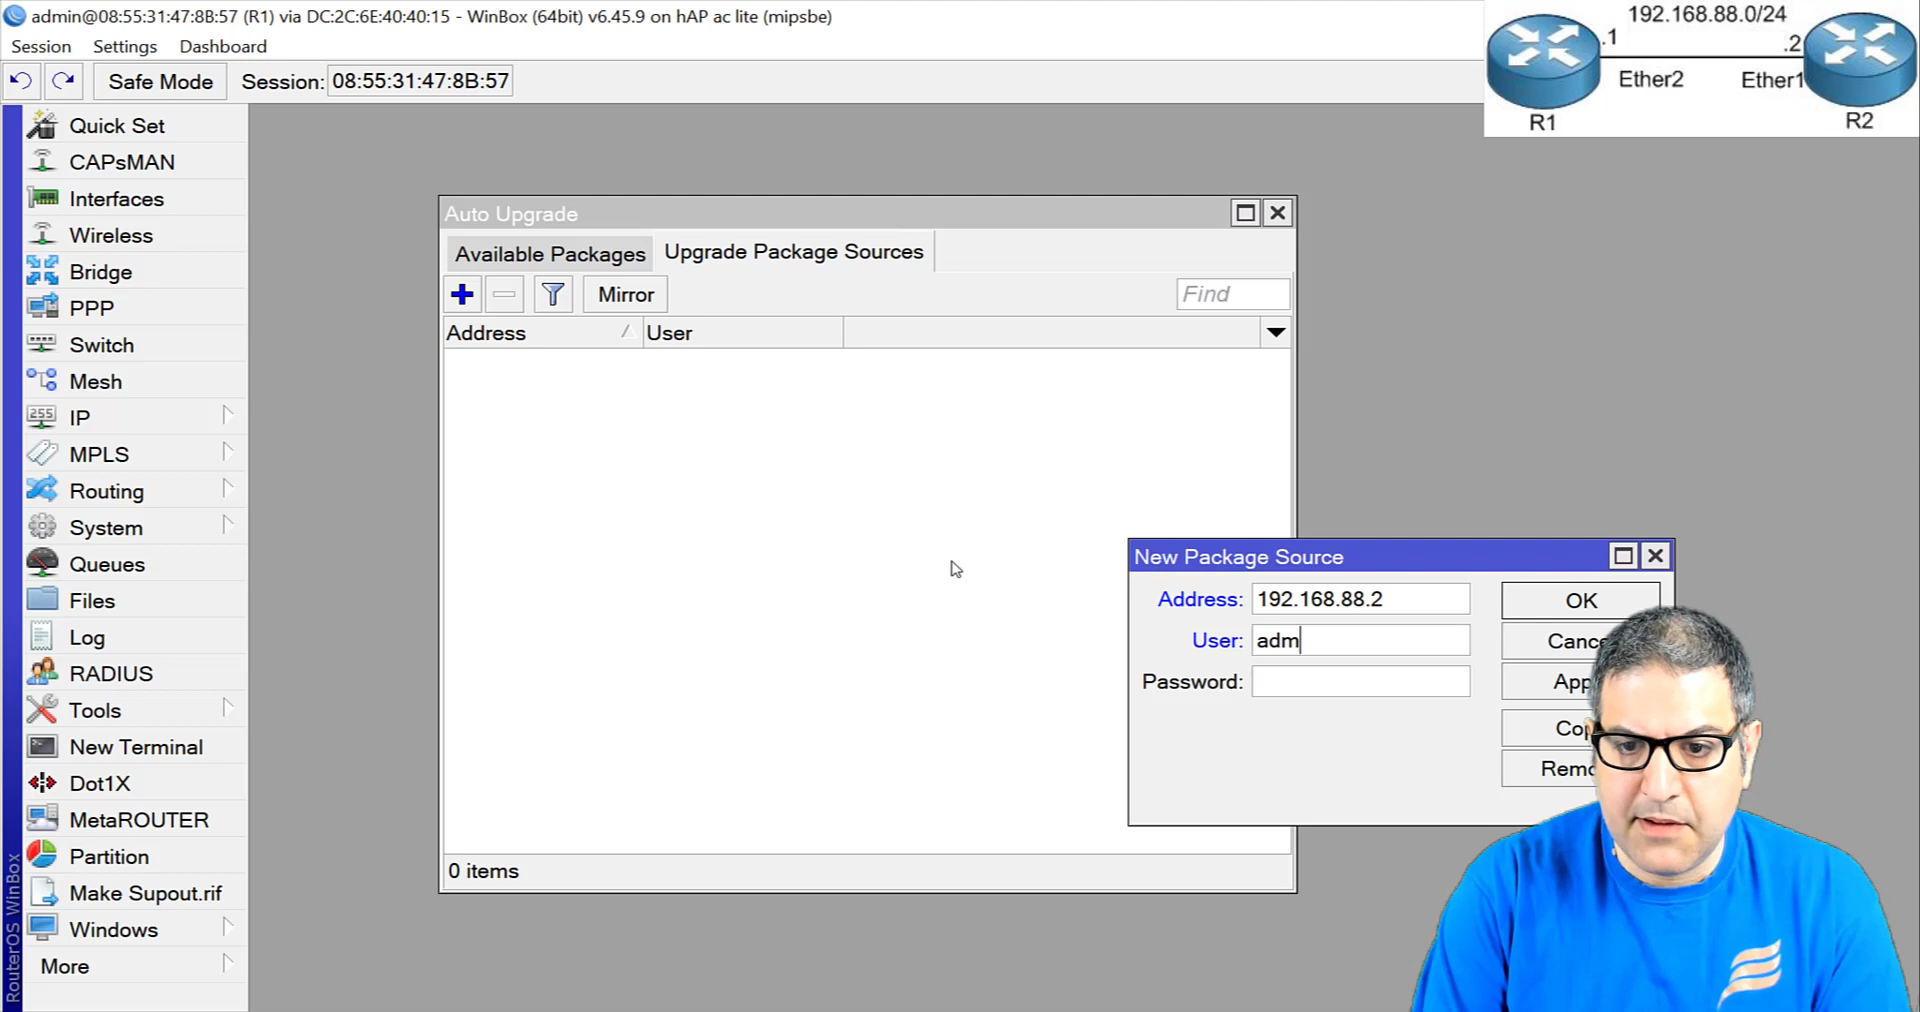 admin@08:55:31:47:8B:57 (R1) via DC:2C:6E:40:40:15 - WinBox (64bit) v6.45.9 on hAP ac lite (mipsbe)
Session Settings Dashboard
Safe Mode Session: 08:55:31:47:8B:57
192.168.88.0/24
.1 .2
Ether2 Ether1
R1 R2
Quick Set
CAPsMAN
Interfaces
Wireless
Bridge
PPP
Switch
Mesh
255 IP
MPLS
Routing
System
Queues
Files
Log
RADIUS
Tools
New Terminal
Dot1X
MetaROUTER
Partition
Make Supout.rif
Windows
More
RouterOS WinBox
Auto Upgrade
Available Packages Upgrade Package Sources
Mirror Find
Address User
0 items
New Package Source
Address: 192.168.88.2 OK
User: adm Cance
Password: App
Cop
Remo